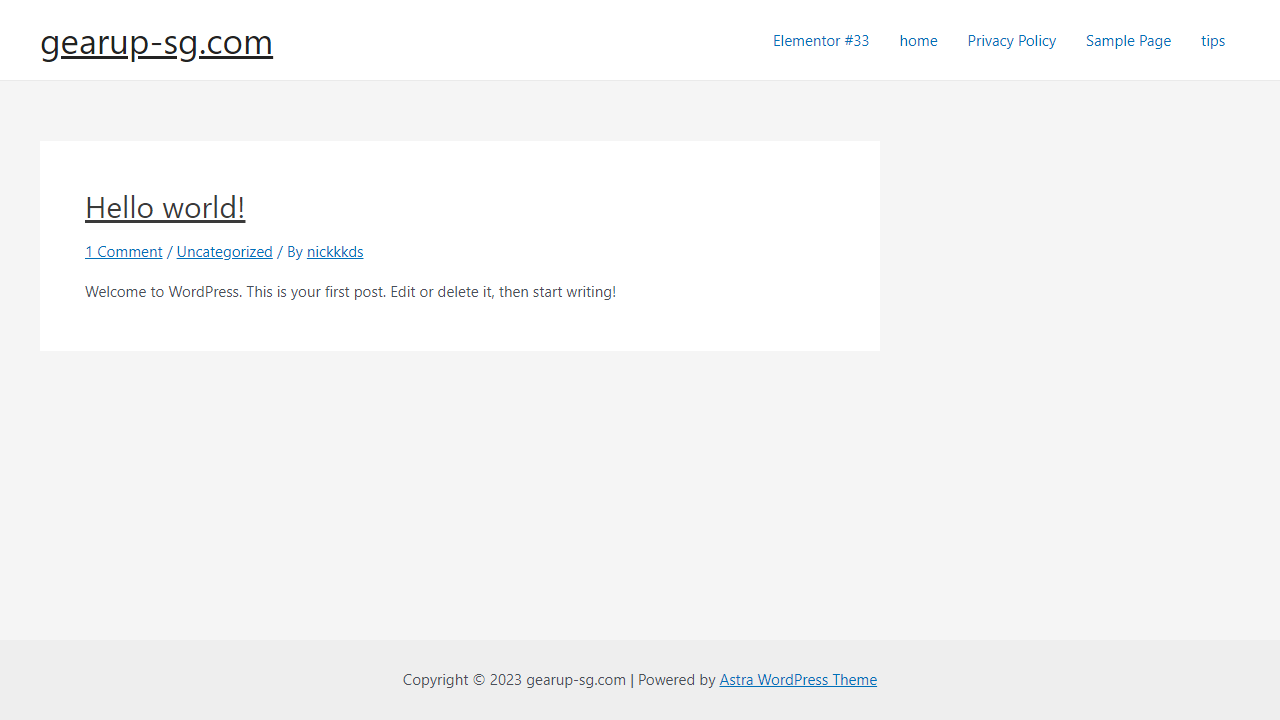 gearup-sg.com
Elementor #33 home Privacy Policy Sample Page tips
Hello world!
1 Comment / Uncategorized / By nickkkds
Welcome to WordPress. This is your first post. Edit or delete it, then start writing!
Copyright © 2023 gearup-sg.com | Powered by Astra WordPress Theme